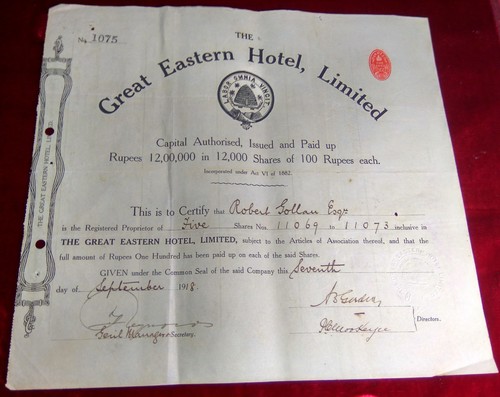 No. 1075
THE
Great Eastern Hotel, Limited
LABOR OMNIA VINCIT
Capital Authorised, Issued and Paid up
Rupees 12,00,000 in 12,000 Shares of 100 Rupees each.
Incorporated under Act VI of 1882.
This is to Certify that Robert Gollan Esqr
is the Registered Proprietor of Five Shares Nos. 11069 to 11073 inclusive in
THE GREAT EASTERN HOTEL, LIMITED, subject to the Articles of Association thereof, and that the
full amount of Rupees One Hundred has been paid up on each of the said Shares.
GIVEN under the Common Seal of the said Company this Seventh
day of September 1918.
Secretary.
Directors.
THE GREAT EASTERN HOTEL, LIMITED.